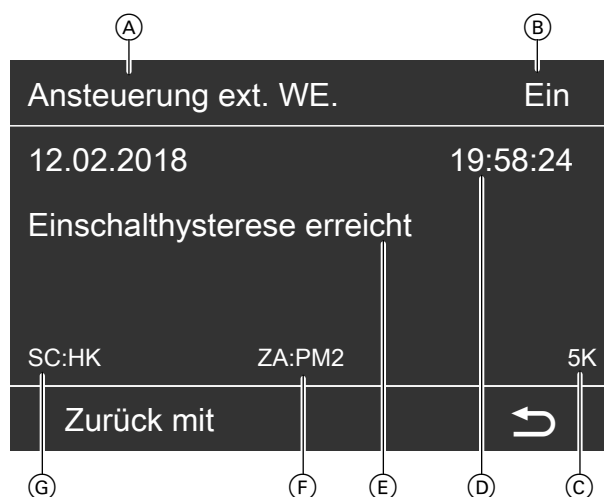 A B
Ansteuerung ext. WE. Ein
12.02.2018 19:58:24
Einschalthysterese erreicht
SC:HK ZA:PM2 5K
Zurück mit
G F E D C